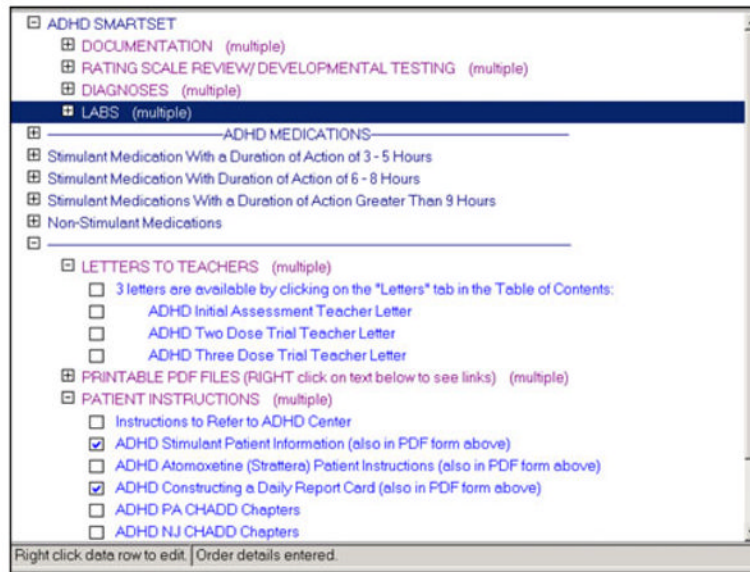 ADHD SMARTSET
DOCUMENTATION (multiple)
RATING SCALE REVIEW/ DEVELOPMENTAL TESTING (multiple)
DIAGNOSES (multiple)
LABS (multiple)
ADHD MEDICATIONS
Stimulant Medication With a Duration of Action of 3 - 5 Hours
Stimulant Medication With Duration of Action of 6 - 8 Hours
Stimulant Medications With a Duration of Action Greater Than 9 Hours
Non-Stimulant Medications
LETTERS TO TEACHERS (multiple)
3 letters are available by clicking on the "Letters" tab in the Table of Contents:
ADHD Initial Assessment Teacher Letter
ADHD Two Dose Trial Teacher Letter
ADHD Three Dose Trial Teacher Letter
PRINTABLE PDF FILES (RIGHT click on text below to see links) (multiple)
PATIENT INSTRUCTIONS (multiple)
Instructions to Refer to ADHD Center
ADHD Stimulant Patient Information (also in PDF form above)
ADHD Atomoxetine (Strattera) Patient Instructions (also in PDF form above)
ADHD Constructing a Daily Report Card (also in PDF form above)
ADHD PA CHADD Chapters
ADHD NJ CHADD Chapters
Right click data row to edit. Order details entered.